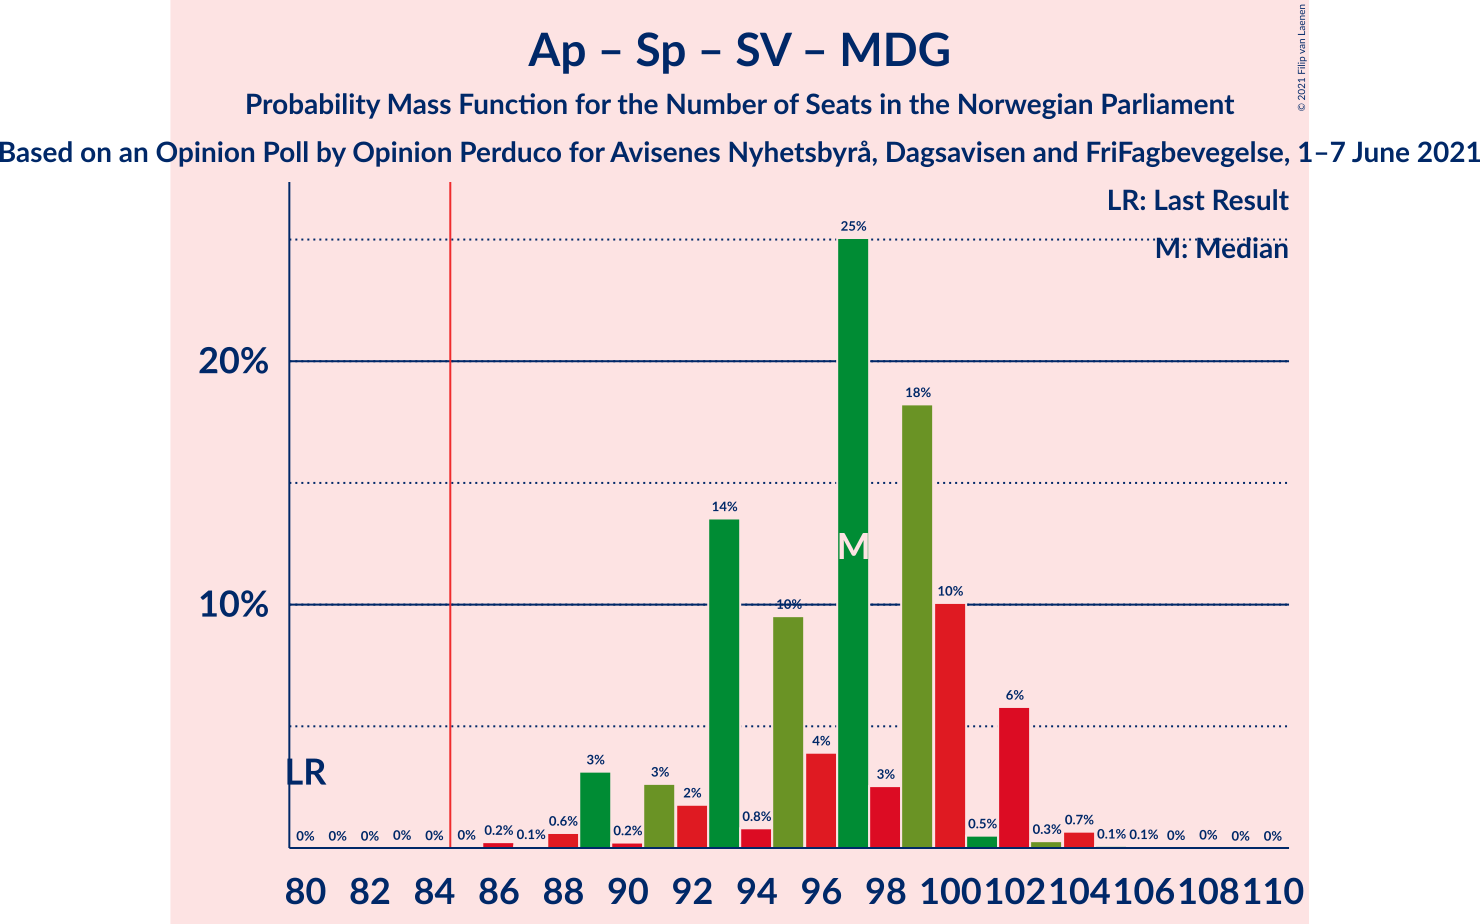 Ap – Sp – SV – MDG
Probability Mass Function for the Number of Seats in the Norwegian Parliament
Based on an Opinion Poll by Opinion Perduco for Avisenes Nyhetsbyrå, Dagsavisen and FriFagbevegelse, 1–7 June 2021
© 2021 Filip van Laenen
LR: Last Result
M: Median
20%
10%
LR
M
0% 0% 0% 0% 0% 0% 0.2% 0.1% 0.6% 3% 0.2% 3% 2% 14% 0.8% 10% 4% 25% 3% 18% 10% 0.5% 6% 0.3% 0.7% 0.1% 0.1% 0% 0% 0% 0%
80 82 84 86 88 90 92 94 96 98 100 102 104 106 108 110